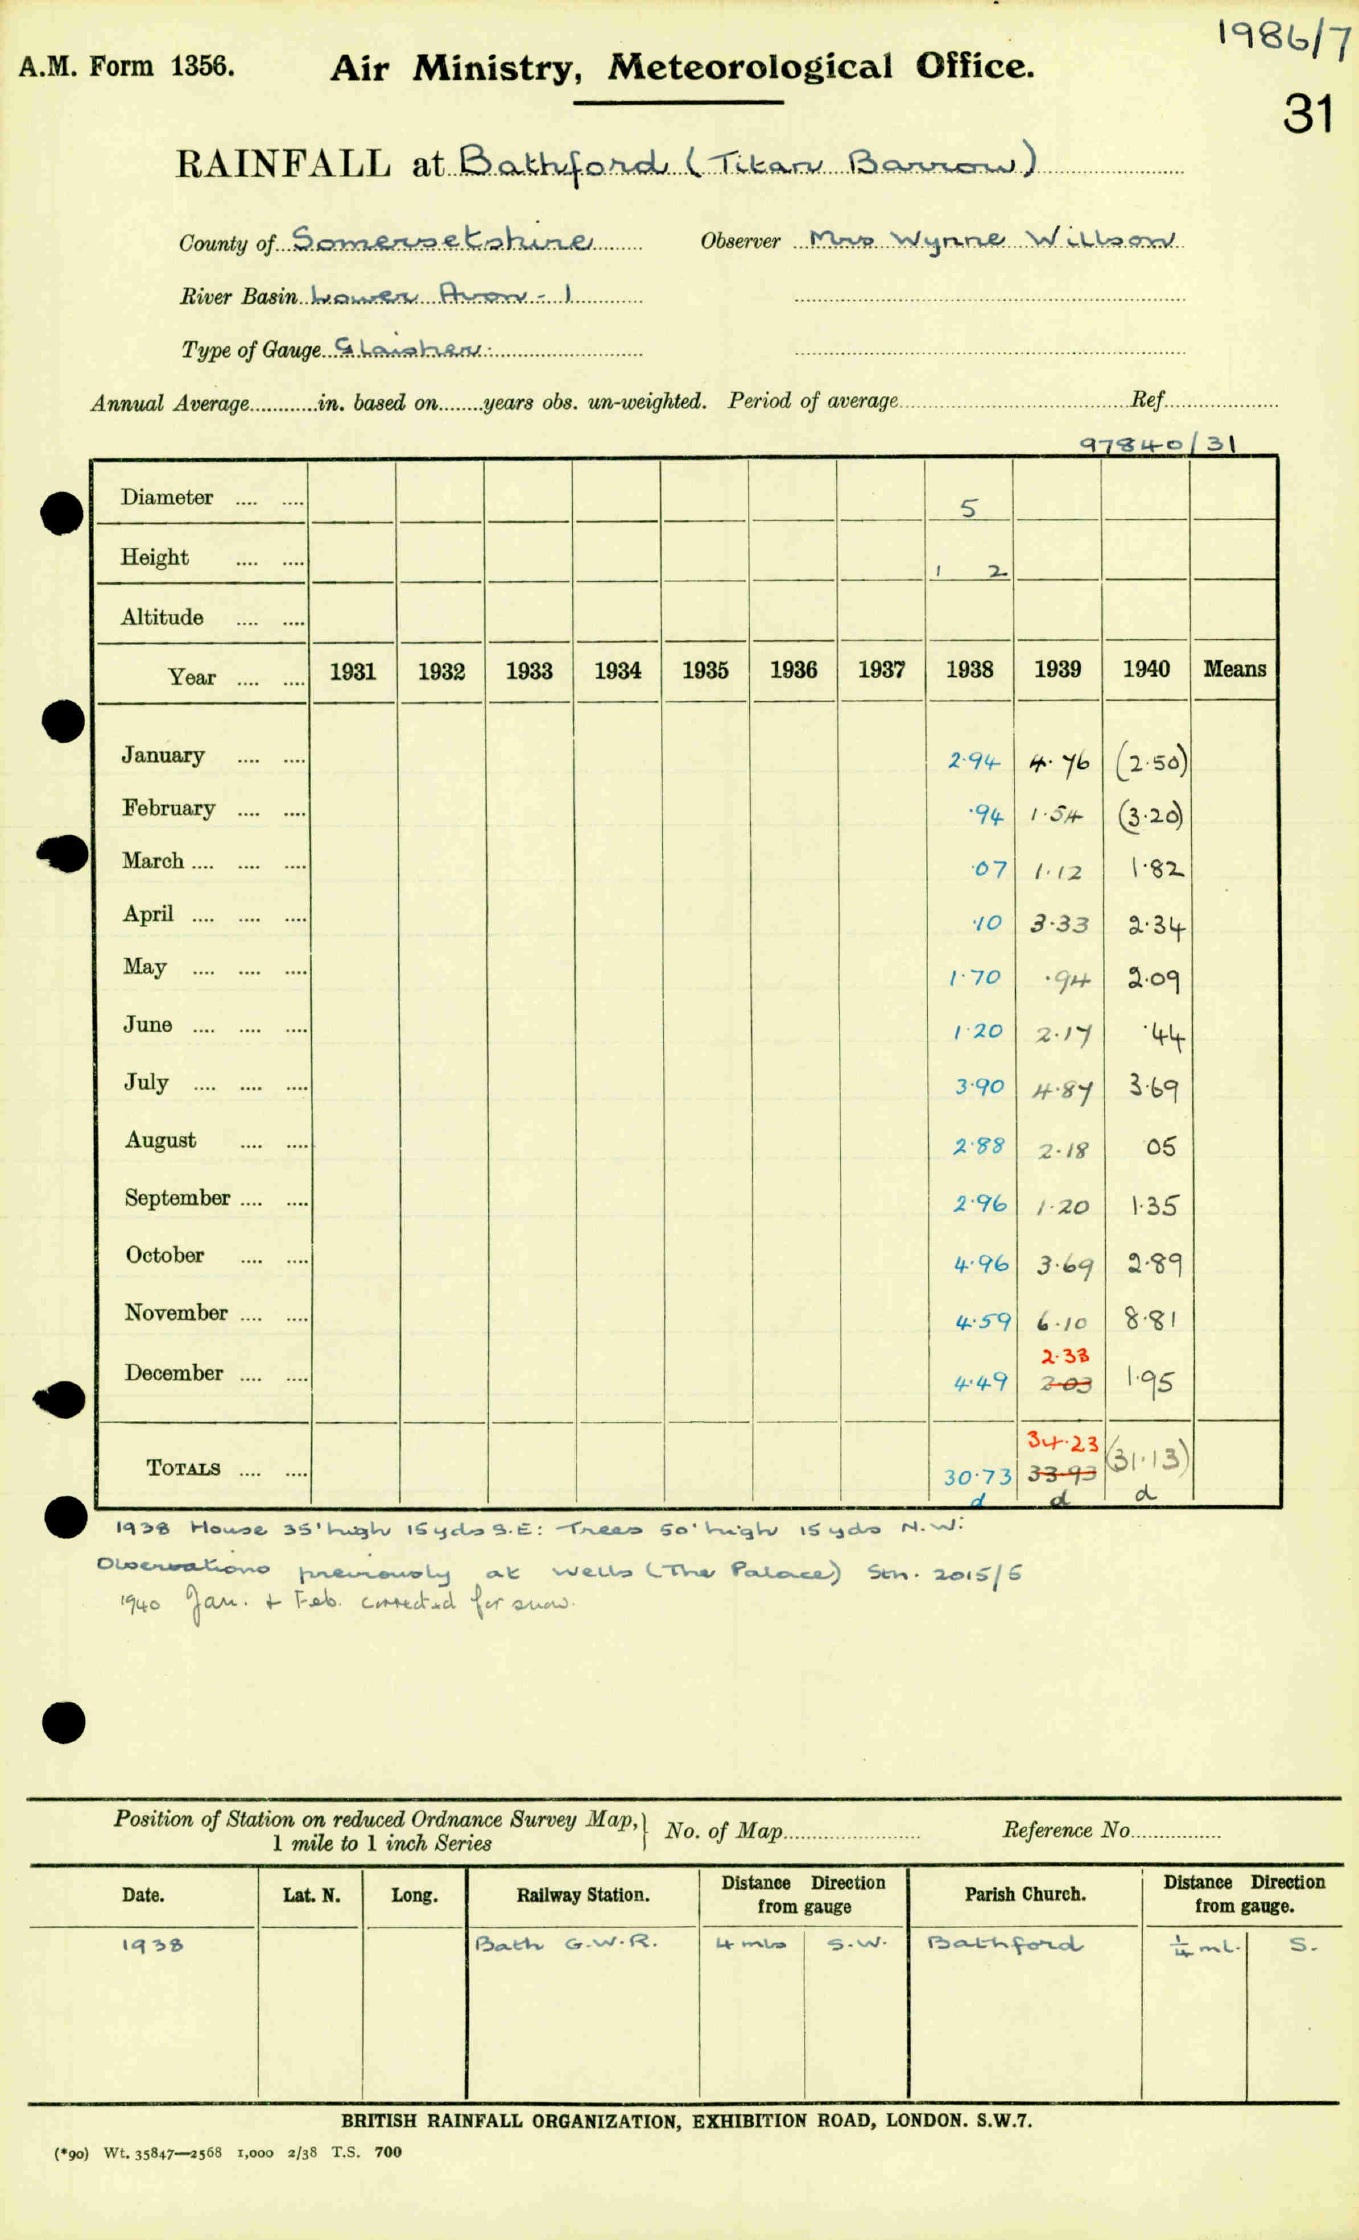 1986/7
A.M. Form 1356. Air Ministry, Meteorological Office.
31
RAINFALL at Bathford (Titan Barrow)
County of Somersetshire Observer Mrs Wynne Willson
River Basin Lower Avon - 1
Type of Gauge Glaisher.
Annual Average............in. based on........years obs. un-weighted. Period of average............Ref............
97840/31
Diameter .... .... 5
Height .... .... 1 2
Altitude .... ....
Year .... .... 1931 1932 1933 1934 1935 1936 1937 1938 1939 1940 Means
January .... .... 2.94 4.76 (2.50)
February .... .... .94 1.54 (3.20)
March .... .... .... .07 1.12 1.82
April .... .... .... .10 3.33 2.34
May .... .... .... 1.70 .94 2.09
June .... .... .... 1.20 2.17 .44
July .... .... .... 3.90 4.87 3.69
August .... .... 2.88 2.18 05
September .... .... 2.96 1.20 1.35
October .... .... 4.96 3.69 2.89
November .... .... 4.59 6.10 8.81
2.33
December .... .... 4.49 2.03 1.95
34.23
TOTALS .... .... 30.73 33.93 (31.13)
d d d
1938 House 35' high 15 yds S.E: Trees 50' high 15 yds N.W:
Observations previously at Wells (The Palace) Stn. 2015/5
1940 Jan. + Feb. corrected for snow.
Position of Station on reduced Ordnance Survey Map, } No. of Map............ Reference No............
1 mile to 1 inch Series
Date. Lat. N. Long. Railway Station. Distance Direction from gauge Parish Church. Distance Direction from gauge.
1938 Bath G.W.R. 4 mls S.W. Bathford ¼ ml. S.
BRITISH RAINFALL ORGANIZATION, EXHIBITION ROAD, LONDON. S.W.7.
(*90) Wt. 35847—2568 1,000 2/38 T.S. 700